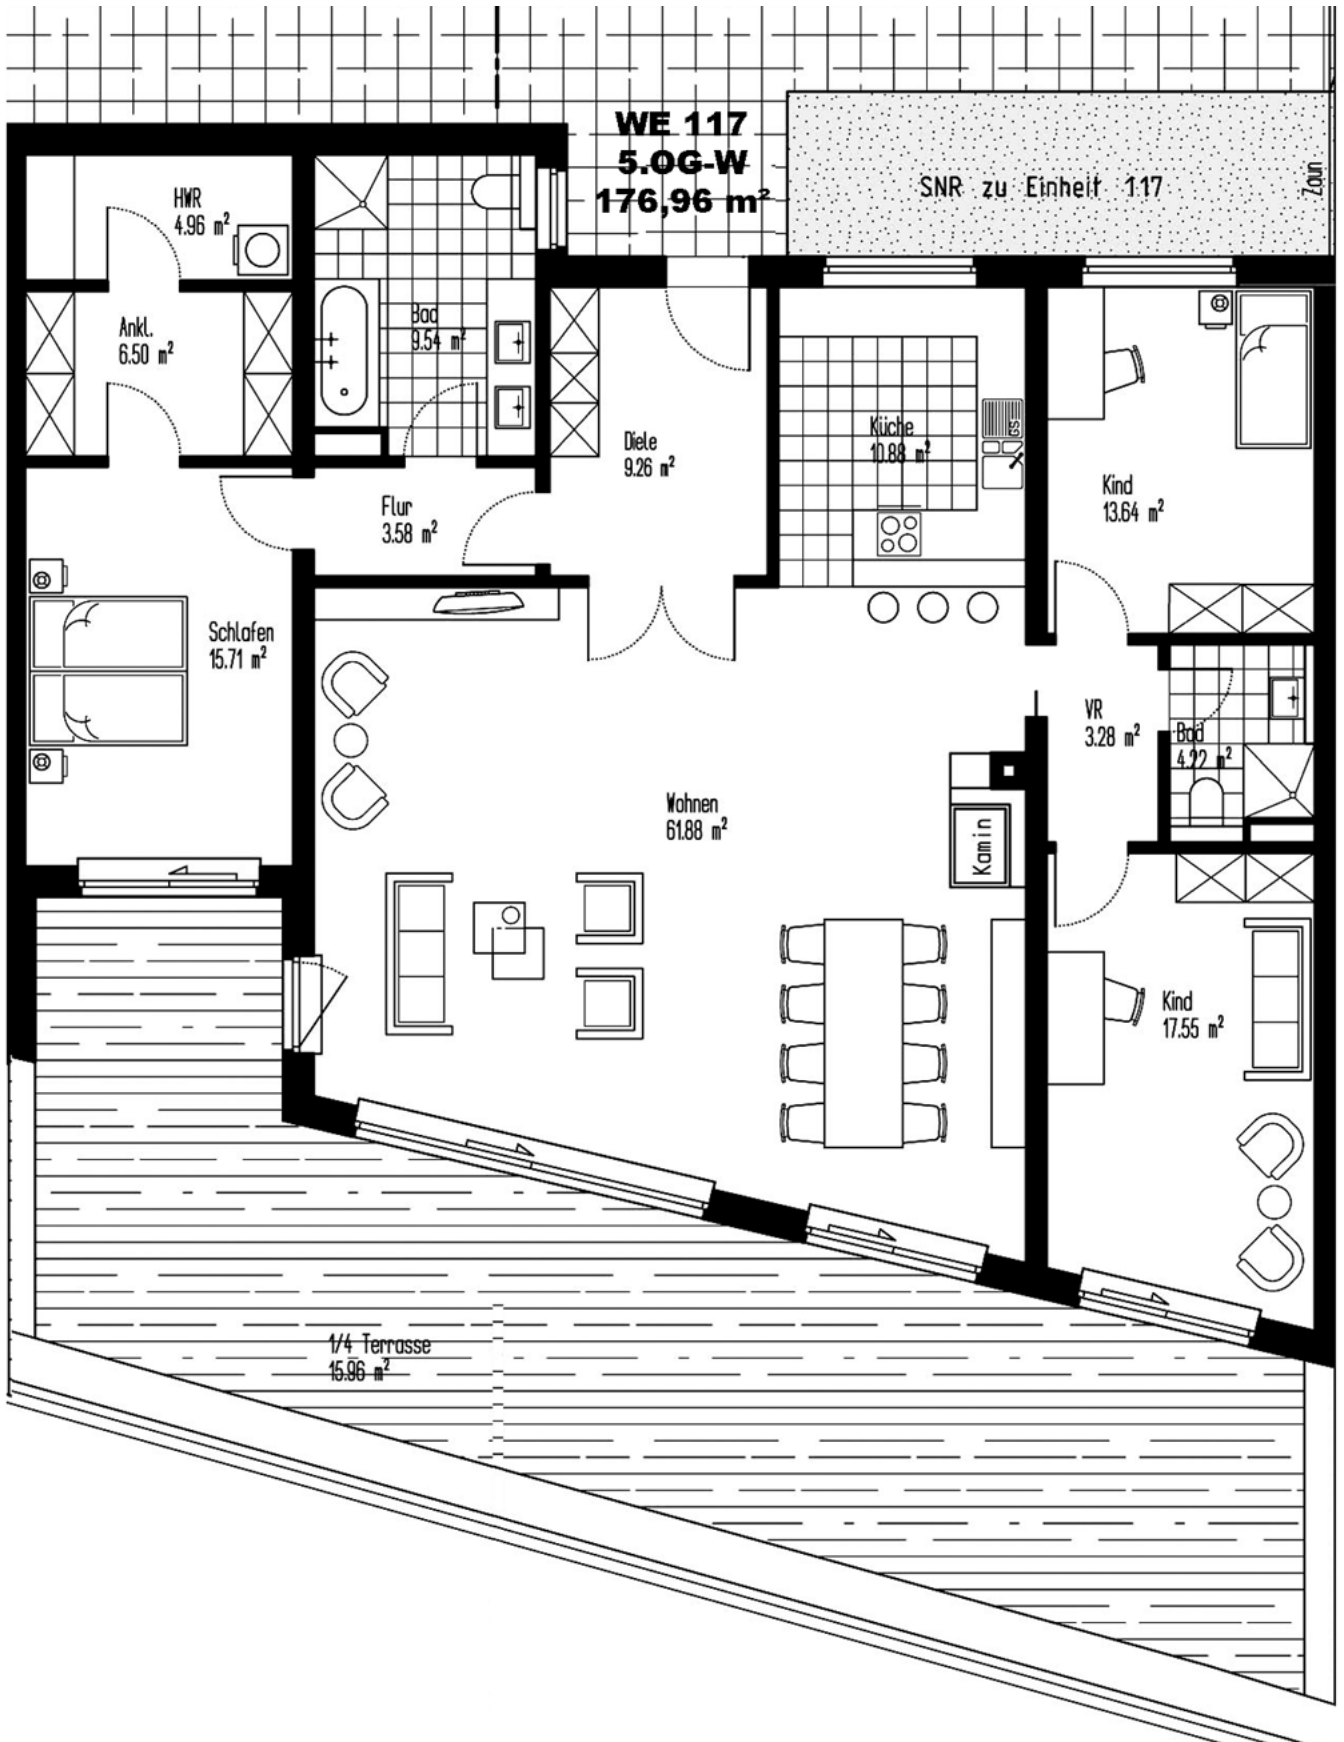 WE 117
5.OG-W
176,96 m²
SNR zu Einheit 117
Zaun
HWR
4.96 m²
Ankl.
6.50 m²
Bad
9.54 m²
Diele
9.26 m²
Küche
10.88 m²
GS
Kind
13.64 m²
Flur
3.58 m²
Schlafen
15.71 m²
VR
3.28 m²
Bad
4.22 m²
Wohnen
61.88 m²
Kamin
Kind
17.55 m²
1/4 Terrasse
15.96 m²